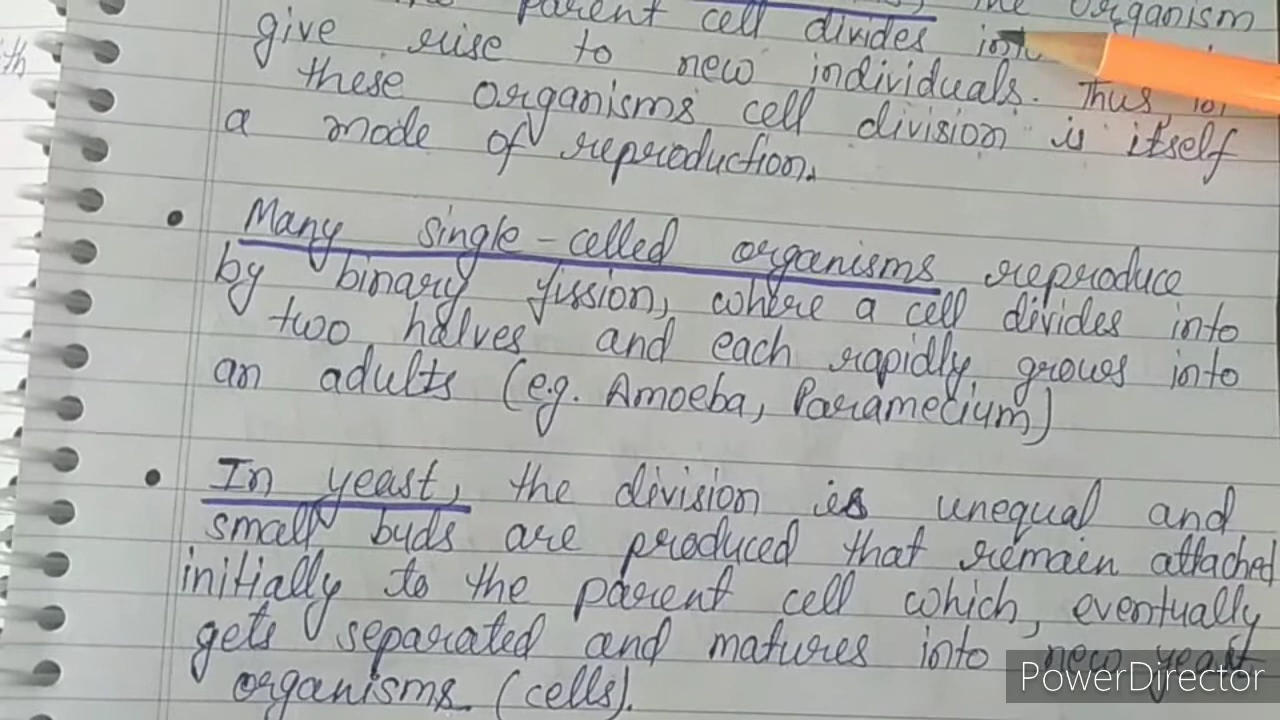 parent cell divides into organism
give rise to new individuals. Thus, for
these organisms cell division is itself
a mode of reproduction.
• Many single-celled organisms reproduce
by binary fission, where a cell divides into
two halves and each rapidly grows into
an adults (e.g. Amoeba, Paramecium)
• In yeast, the division is unequal and
small buds are produced that remain attached
initially to the parent cell which, eventually
gets separated and matures into new yeast
organisms (cells).
th
PowerDirector